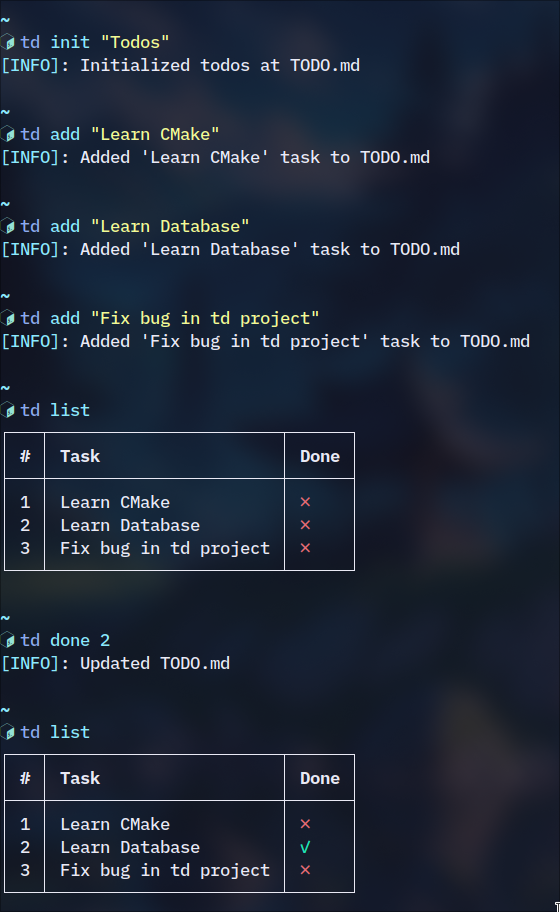 ~
td init "Todos"
[INFO]: Initialized todos at TODO.md
~
td add "Learn CMake"
[INFO]: Added 'Learn CMake' task to TODO.md
~
td add "Learn Database"
[INFO]: Added 'Learn Database' task to TODO.md
~
td add "Fix bug in td project"
[INFO]: Added 'Fix bug in td project' task to TODO.md
~
td list
# Task Done
1 Learn CMake ✗
2 Learn Database ✗
3 Fix bug in td project ✗
~
td done 2
[INFO]: Updated TODO.md
~
td list
# Task Done
1 Learn CMake ✗
2 Learn Database √
3 Fix bug in td project ✗